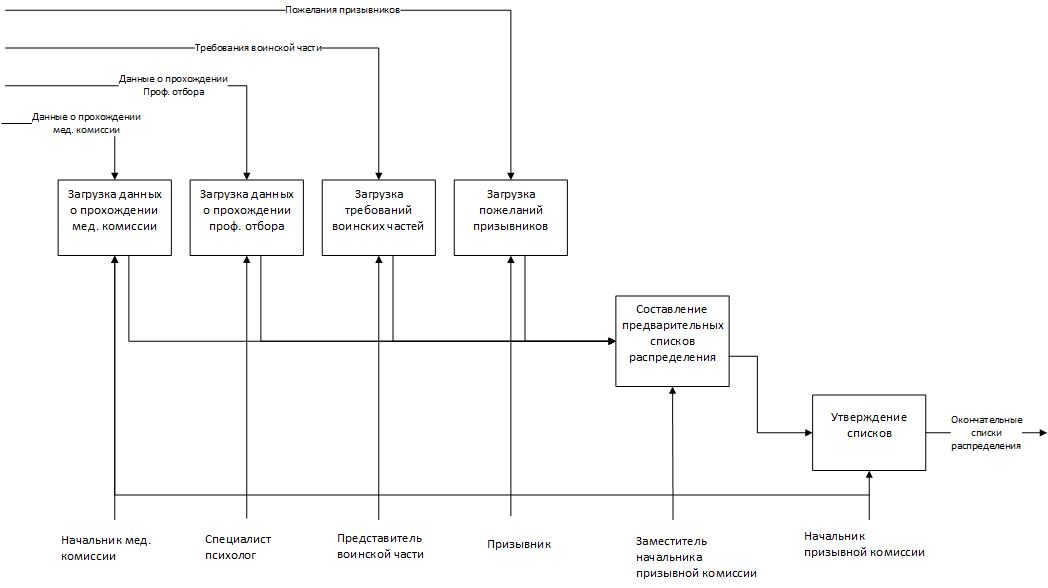 Пожелания призывников
Требования воинской части
Данные о прохождении
Проф. отбора
Данные о прохождении
мед. комиссии
Загрузка данных
о прохождении
мед. комиссии
Загрузка данных
о прохождении
проф. отбора
Загрузка
требований
воинских частей
Загрузка
пожеланий
призывников
Составление
предварительных
списков
распределения
Утверждение
списков
Окончательные
списки
распределения
Начальник мед.
комиссии
Специалист
психолог
Представитель
воинской части
Призывник
Заместитель
начальника
призывной комиссии
Начальник
призывной комиссии